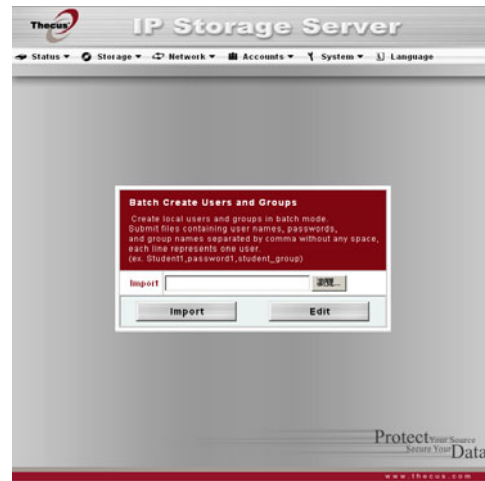 Thecus
IP Storage Server
Status Storage Network Accounts System Language
Batch Create Users and Groups
Create local users and groups in batch mode.
Submit files containing user names, passwords,
and group names separated by comma without any space,
each line represents one user.
(ex. Student1,password1,student_group)
Import 瀏覽...
Import Edit
Protect Your Source
Secure Your Data
www.thecus.com